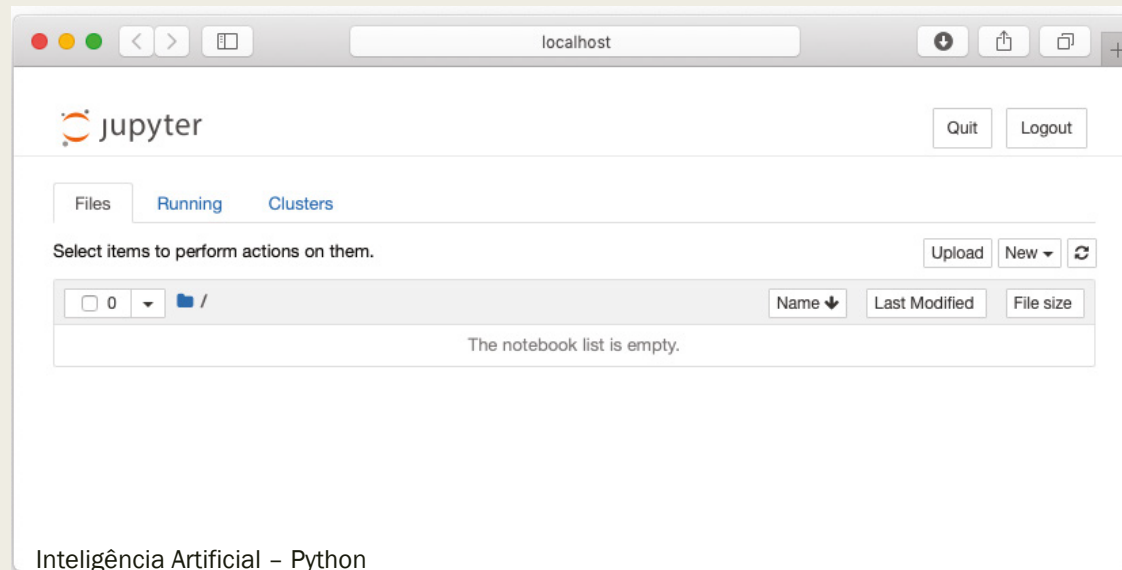 localhost
jupyter
Quit Logout
Files Running Clusters
Select items to perform actions on them.
Upload New
0 / Name Last Modified File size
The notebook list is empty.
Inteligência Artificial – Python